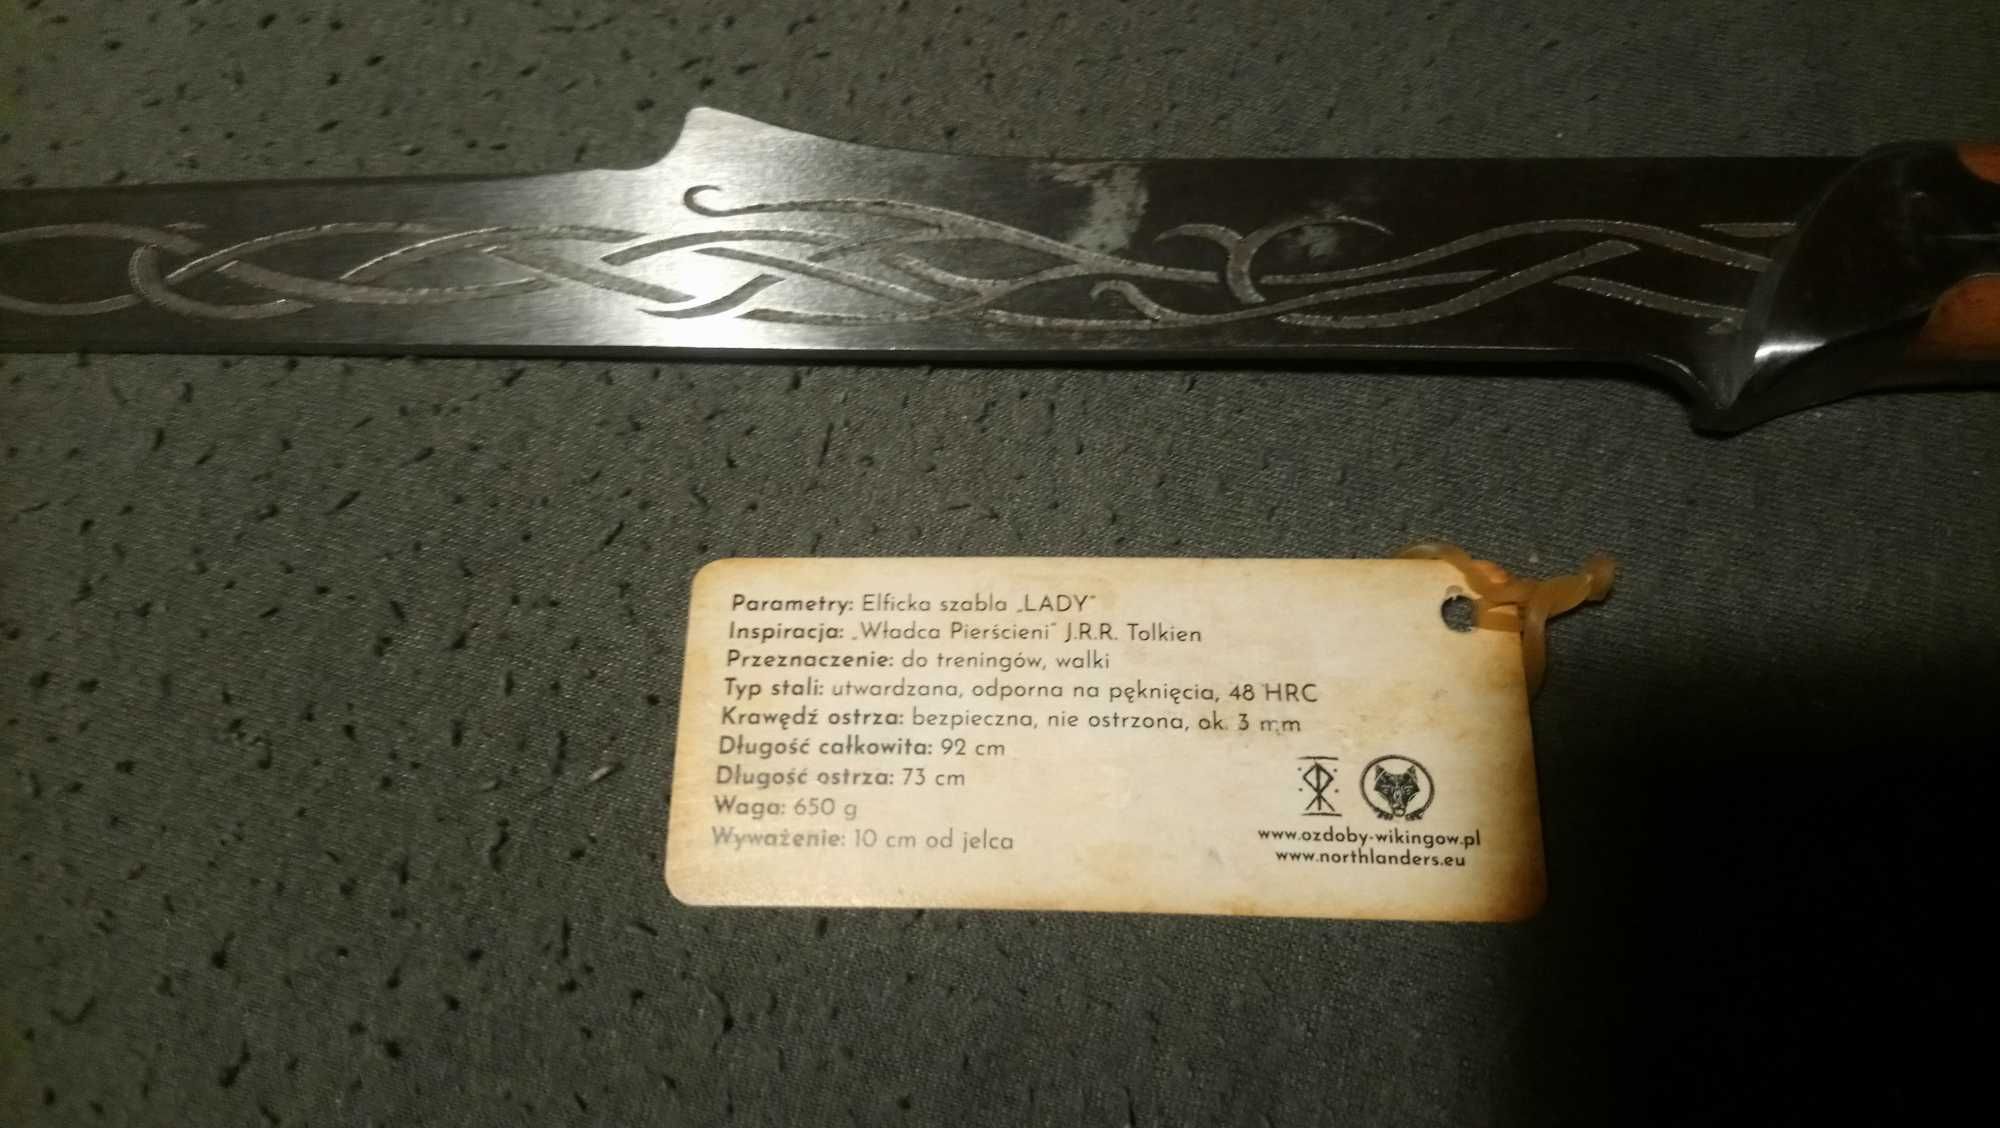 Parametry: Elficka szabla „LADY”
Inspiracja: „Władca Pierścieni” J.R.R. Tolkien
Przeznaczenie: do treningów, walki
Typ stali: utwardzana, odporna na pęknięcia, 48 HRC
Krawędź ostrza: bezpieczna, nie ostrzona, ok. 3 mm
Długość całkowita: 92 cm
Długość ostrza: 73 cm
Waga: 650 g
Wyważenie: 10 cm od jelca
www.ozdoby-wikingow.pl
www.northlanders.eu